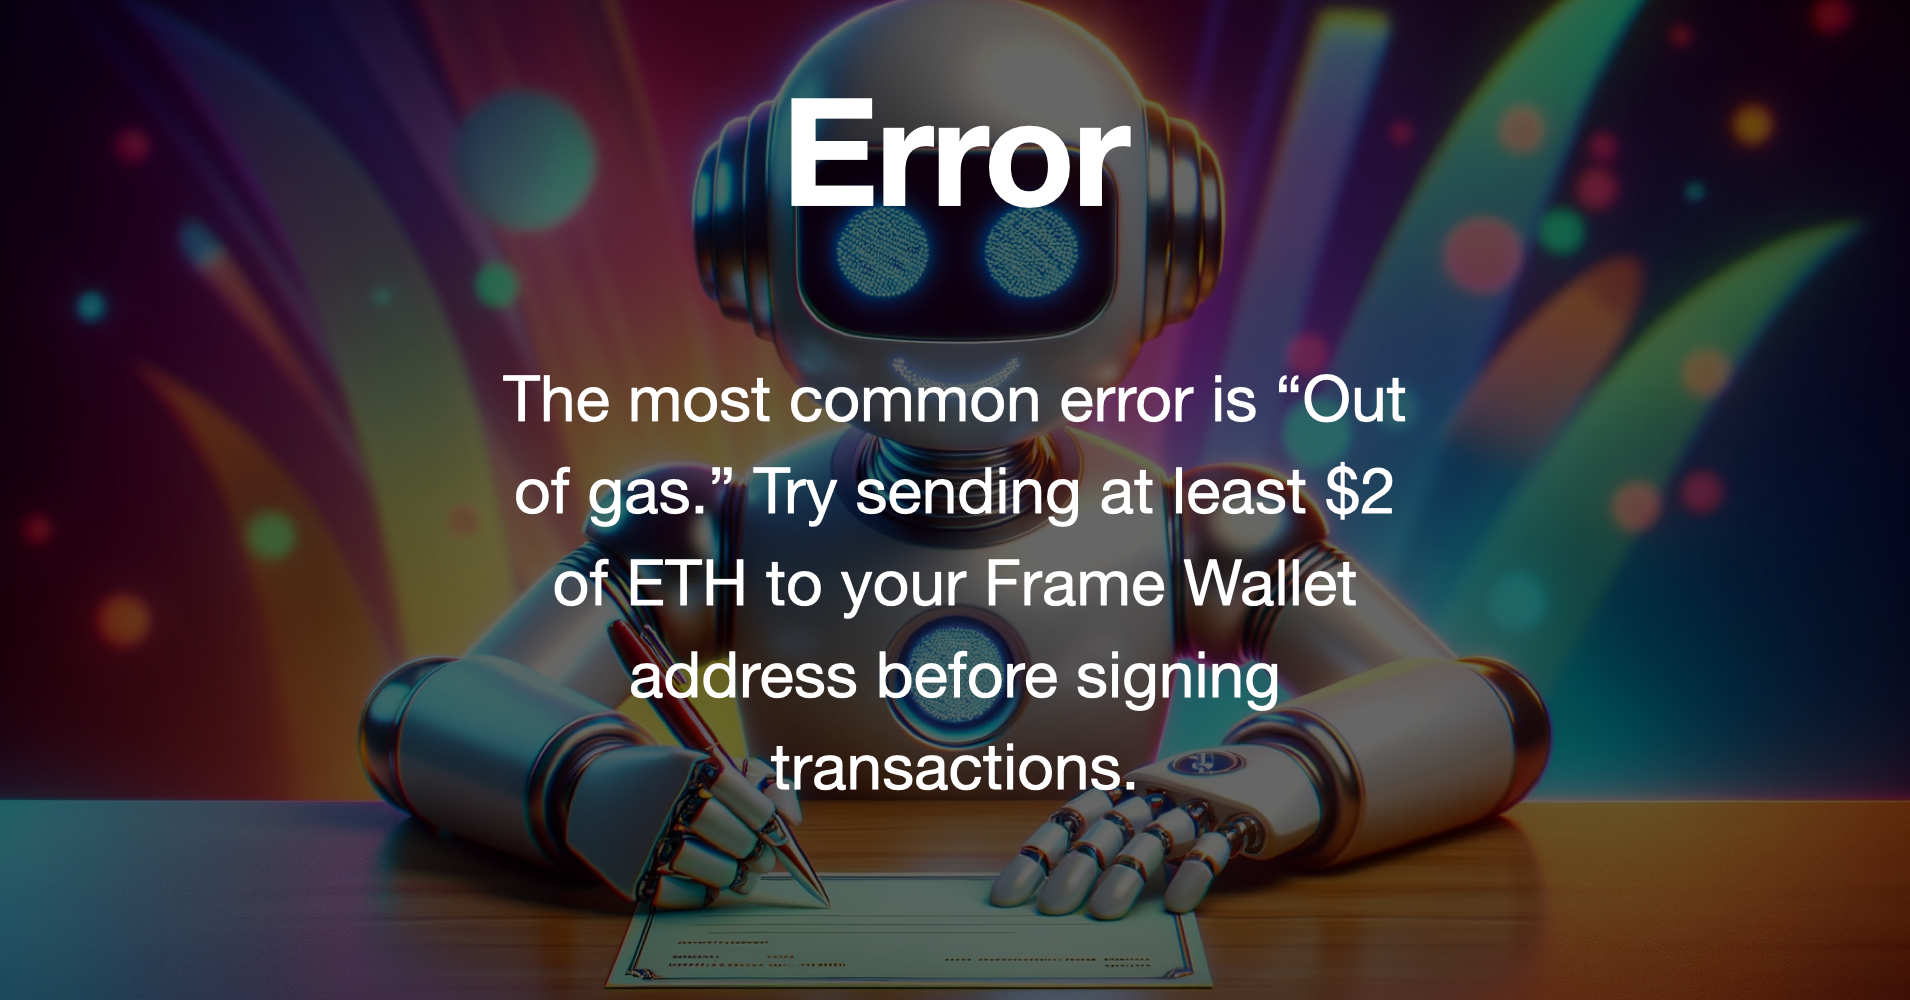 Error
The most common error is “Out
of gas.” Try sending at least $2
of ETH to your Frame Wallet
address before signing
transactions.